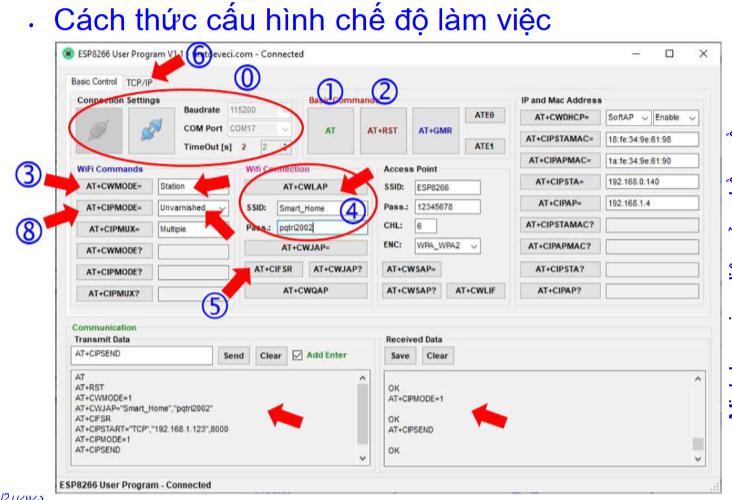 • Cách thức cấu hình chế độ làm việc
ESP8266 User Program V1.1 - eveci.com - Connected
⑥
Basic Control TCP/IP
⓪ ① ②
Connection Settings
Baudrate 115200
COM Port COM17
TimeOut [s] 2 2
Basic Commands
AT AT+RST AT+GMR ATE0
ATE1
IP and Mac Address
AT+CWDHCP= SoftAP Enable
AT+CIPSTAMAC= 18:fe:34:9e:61:98
AT+CIPAPMAC= 1a:fe:34:9e:61:90
AT+CIPSTA= 192.168.0.140
AT+CIPAP= 192.168.1.4
AT+CIPSTAMAC?
AT+CIPAPMAC?
AT+CIPSTA?
AT+CIPAP?
WiFi Commands
③ AT+CWMODE= Station
⑧ AT+CIPMODE= Unvarnished
AT+CIPMUX= Multiple
AT+CWMODE?
AT+CIPMODE?
AT+CIPMUX?
Wifi Connection
AT+CWLAP
④
SSID: Smart_Home
Pass.: pqtri2002
AT+CWJAP=
⑤ AT+CIFSR AT+CWJAP?
AT+CWQAP
Access Point
SSID: ESP8266
Pass.: 12345678
CHL: 6
ENC: WPA_WPA2
AT+CWSAP=
AT+CWSAP? AT+CWLIF
Communication
Transmit Data
AT+CIPSEND Send Clear Add Enter
AT
AT+RST
AT+CWMODE=1
AT+CWJAP="Smart_Home","pqtri2002"
AT+CIFSR
AT+CIPSTART="TCP","192.168.1.123",8000
AT+CIPMODE=1
AT+CIPSEND
Received Data
Save Clear
OK
AT+CIPMODE=1
OK
AT+CIPSEND
OK
ESP8266 User Program - Connected